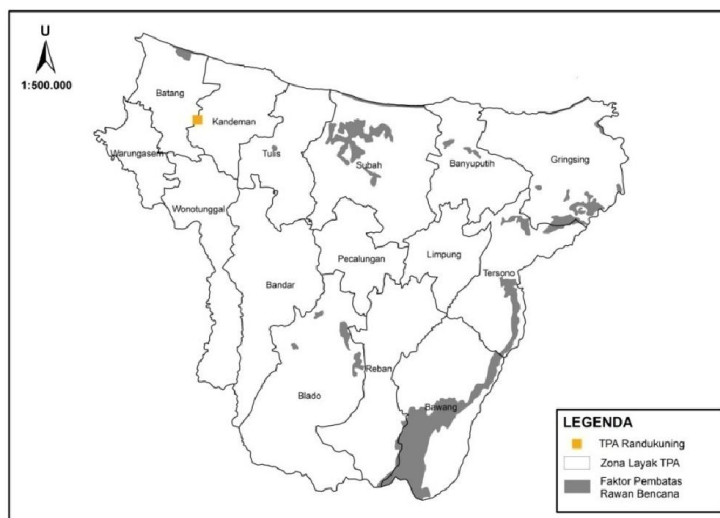 U
1:500.000
Batang
Kandeman
Warungasem
Tulis
Subah
Banyuputih
Gringsing
Wonotunggal
Pecalungan
Limpung
Tersono
Bandar
Reban
Blado
Bawang
LEGENDA
TPA Randukuning
Zona Layak TPA
Faktor Pembatas
Rawan Bencana